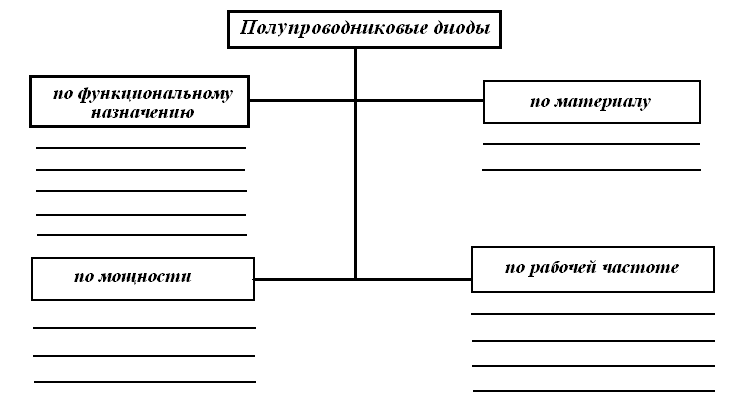 Полупроводниковые диоды
по функциональному
назначению
по материалу
по мощности
по рабочей частоте